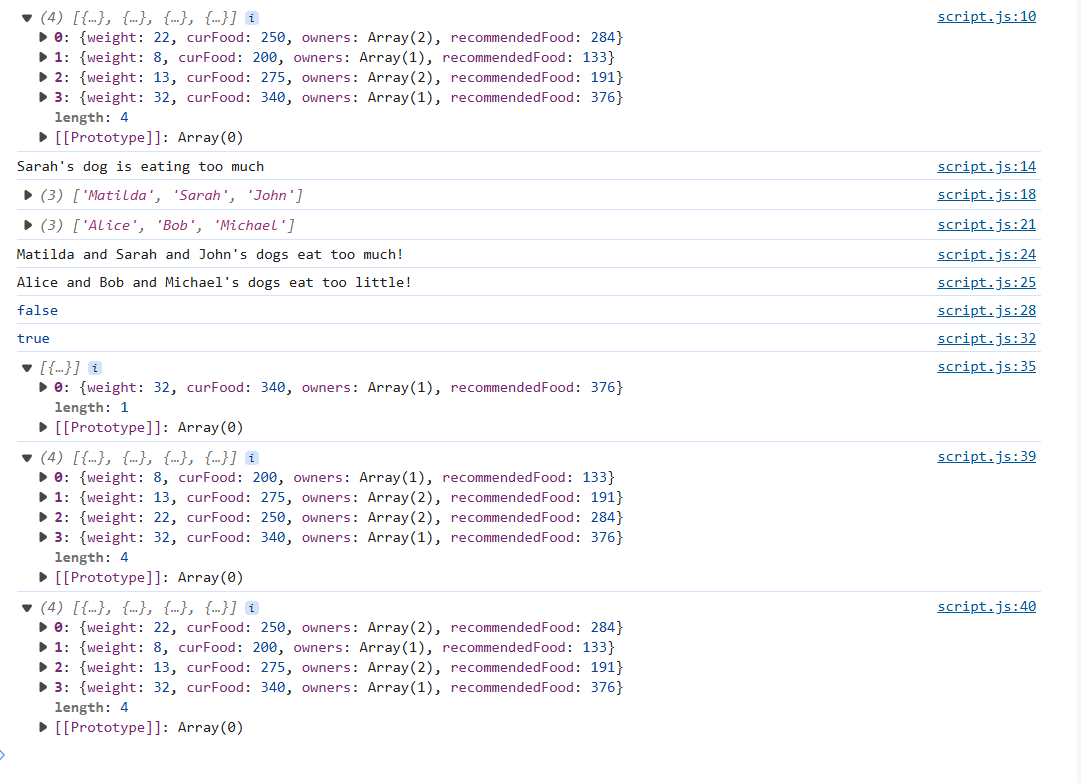 (4) [{…}, {…}, {…}, {…}] i script.js:10
0: {weight: 22, curFood: 250, owners: Array(2), recommendedFood: 284}
1: {weight: 8, curFood: 200, owners: Array(1), recommendedFood: 133}
2: {weight: 13, curFood: 275, owners: Array(2), recommendedFood: 191}
3: {weight: 32, curFood: 340, owners: Array(1), recommendedFood: 376}
length: 4
[[Prototype]]: Array(0)
Sarah's dog is eating too much script.js:14
(3) ['Matilda', 'Sarah', 'John'] script.js:18
(3) ['Alice', 'Bob', 'Michael'] script.js:21
Matilda and Sarah and John's dogs eat too much! script.js:24
Alice and Bob and Michael's dogs eat too little! script.js:25
false script.js:28
true script.js:32
[{…}] i script.js:35
0: {weight: 32, curFood: 340, owners: Array(1), recommendedFood: 376}
length: 1
[[Prototype]]: Array(0)
(4) [{…}, {…}, {…}, {…}] i script.js:39
0: {weight: 8, curFood: 200, owners: Array(1), recommendedFood: 133}
1: {weight: 13, curFood: 275, owners: Array(2), recommendedFood: 191}
2: {weight: 22, curFood: 250, owners: Array(2), recommendedFood: 284}
3: {weight: 32, curFood: 340, owners: Array(1), recommendedFood: 376}
length: 4
[[Prototype]]: Array(0)
(4) [{…}, {…}, {…}, {…}] i script.js:40
0: {weight: 22, curFood: 250, owners: Array(2), recommendedFood: 284}
1: {weight: 8, curFood: 200, owners: Array(1), recommendedFood: 133}
2: {weight: 13, curFood: 275, owners: Array(2), recommendedFood: 191}
3: {weight: 32, curFood: 340, owners: Array(1), recommendedFood: 376}
length: 4
[[Prototype]]: Array(0)